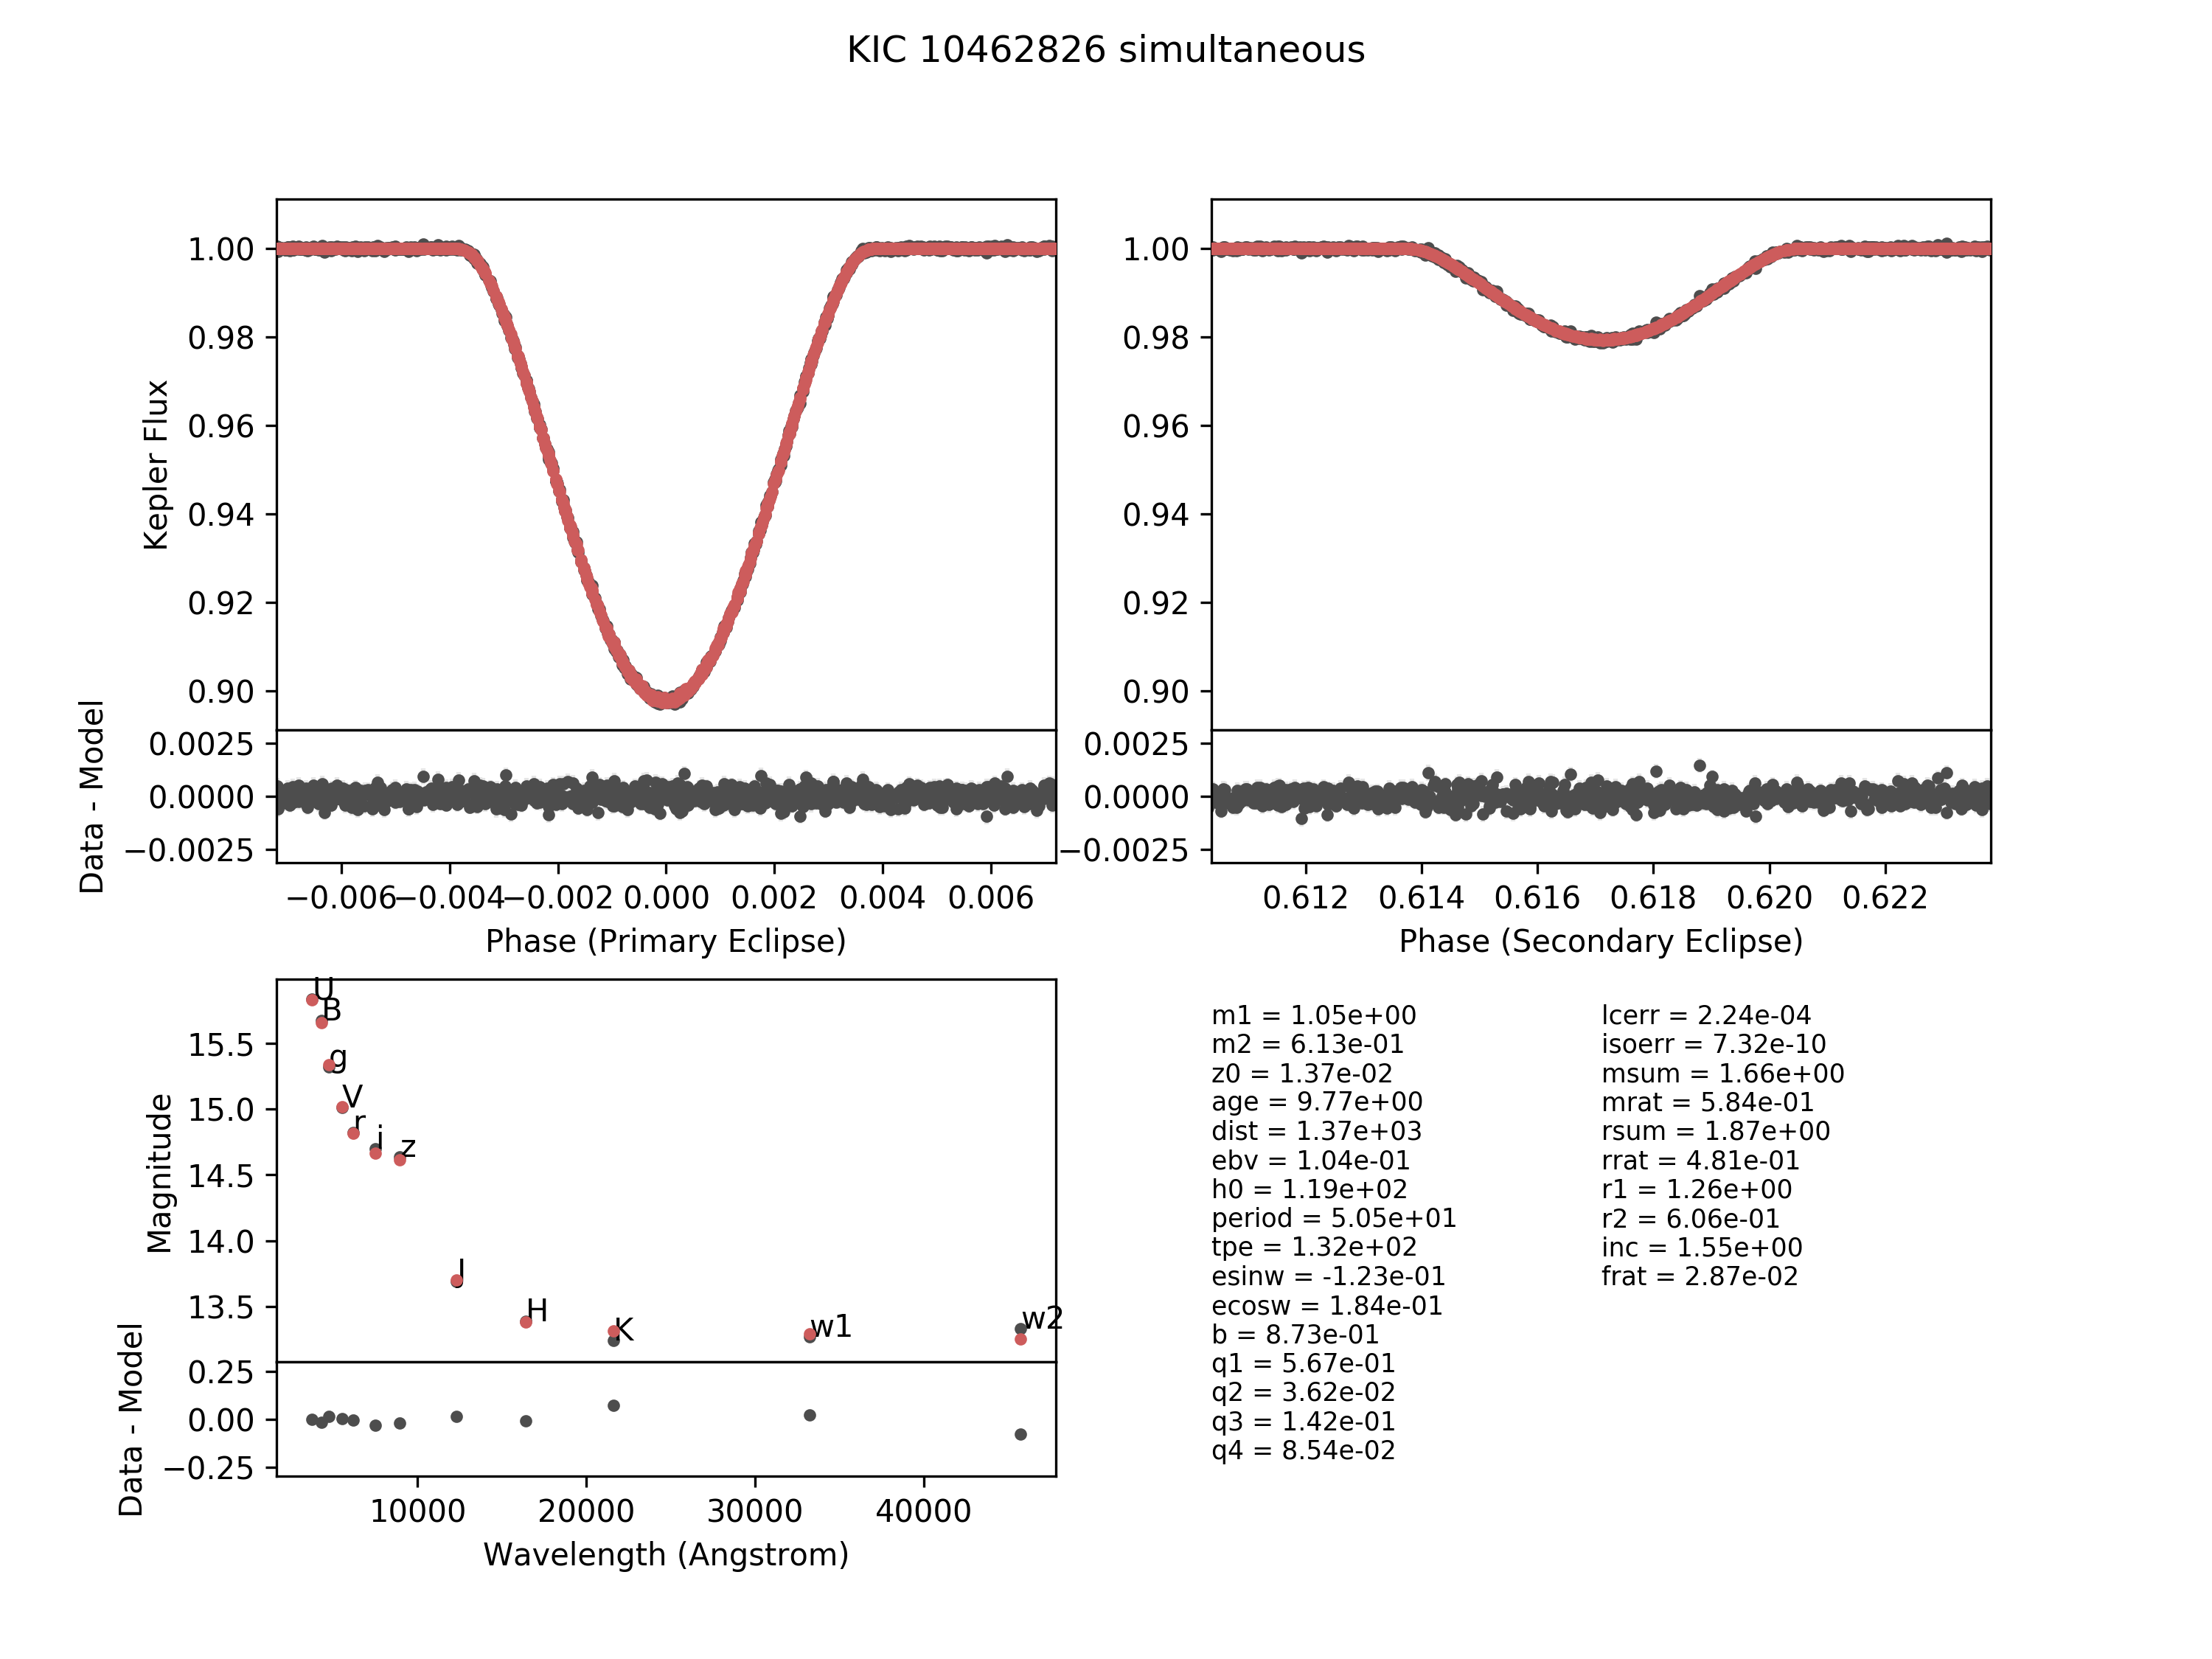 KIC 10462826 simultaneous
Kepler Flux
1.00
0.98
0.96
0.94
0.92
0.90
Data - Model
0.0025
0.0000
−0.0025
−0.006
−0.004
−0.002
0.000
0.002
0.004
0.006
Phase (Primary Eclipse)
1.00
0.98
0.96
0.94
0.92
0.90
0.0025
0.0000
−0.0025
0.612
0.614
0.616
0.618
0.620
0.622
Phase (Secondary Eclipse)
Magnitude
15.5
15.0
14.5
14.0
13.5
U
B
g
V
r
i
z
J
H
K
w1
w2
Data - Model
0.25
0.00
−0.25
10000
20000
30000
40000
Wavelength (Angstrom)
m1 = 1.05e+00
m2 = 6.13e-01
z0 = 1.37e-02
age = 9.77e+00
dist = 1.37e+03
ebv = 1.04e-01
h0 = 1.19e+02
period = 5.05e+01
tpe = 1.32e+02
esinw = -1.23e-01
ecosw = 1.84e-01
b = 8.73e-01
q1 = 5.67e-01
q2 = 3.62e-02
q3 = 1.42e-01
q4 = 8.54e-02
lcerr = 2.24e-04
isoerr = 7.32e-10
msum = 1.66e+00
mrat = 5.84e-01
rsum = 1.87e+00
rrat = 4.81e-01
r1 = 1.26e+00
r2 = 6.06e-01
inc = 1.55e+00
frat = 2.87e-02